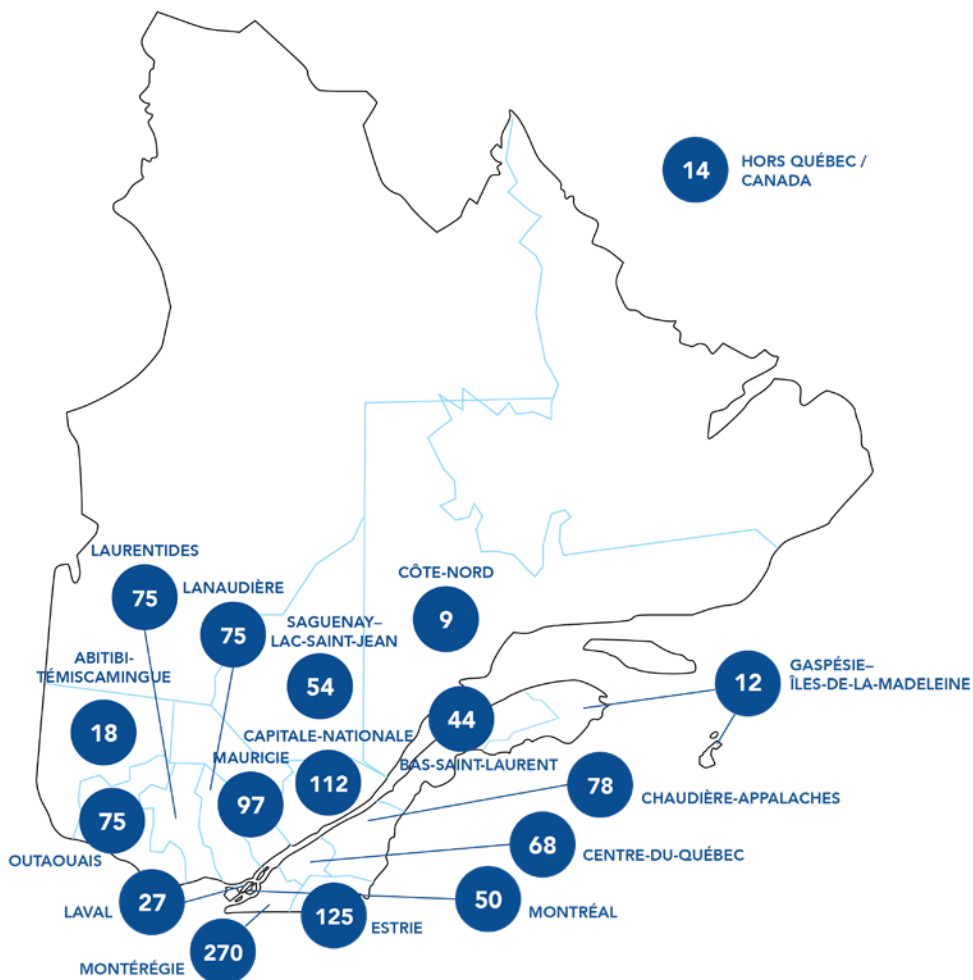 14
HORS QUÉBEC /
CANADA
LAURENTIDES
75
LANAUDIÈRE
75
CÔTE-NORD
9
SAGUENAY–
LAC-SAINT-JEAN
54
ABITIBI-
TÉMISCAMINGUE
18
12
GASPÉSIE–
ÎLES-DE-LA-MADELEINE
44
BAS-SAINT-LAURENT
CAPITALE-NATIONALE
112
MAURICIE
97
78
CHAUDIÈRE-APPALACHES
75
OUTAOUAIS
68
CENTRE-DU-QUÉBEC
LAVAL
27
50
MONTRÉAL
125
ESTRIE
MONTÉRÉGIE
270